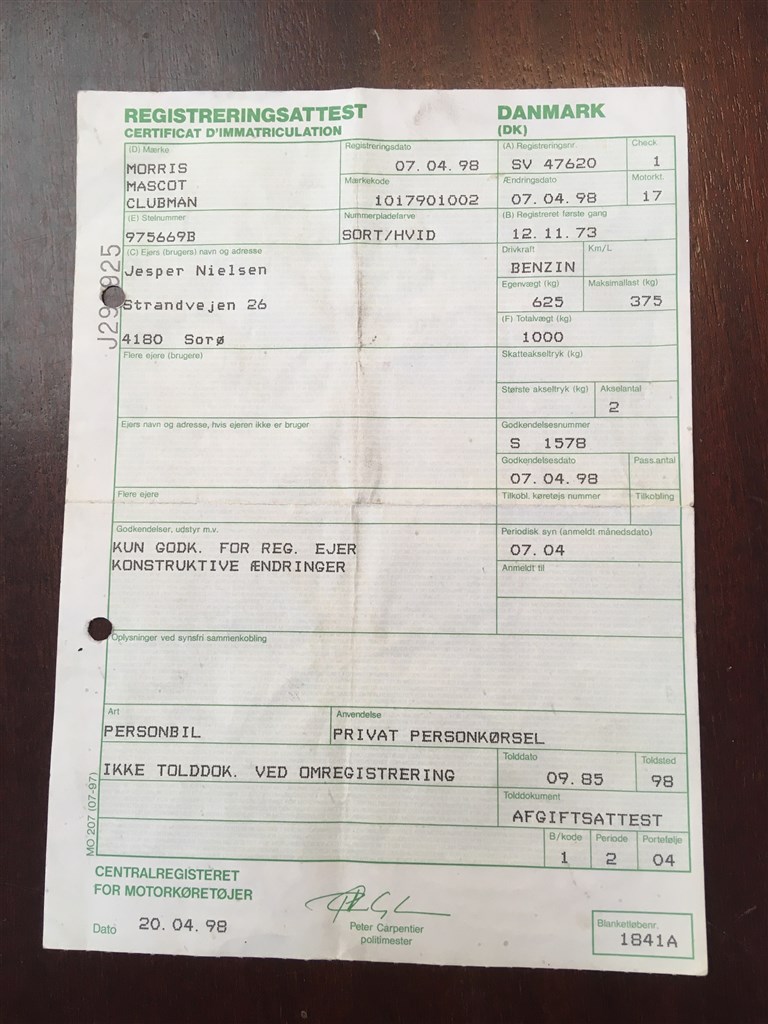 REGISTRERINGSATTEST
CERTIFICAT D'IMMATRICULATION
DANMARK
(DK)
(D) Mærke
MORRIS
MASCOT
CLUBMAN
Registreringsdato
07.04.98
(A) Registreringsnr.
SV 47620
Check
1
Mærkekode
1017901002
Ændringsdato
07.04.98
Motorkt.
17
(E) Stelnummer
975669B
Nummerpladefarve
SORT/HVID
(B) Registreret første gang
12.11.73
(C) Ejers (brugers) navn og adresse
Jesper Nielsen
Strandvejen 26
4180 Sorø
Drivkraft
BENZIN
Km/L
Egenvægt (kg)
625
Maksimallast (kg)
375
(F) Totalvægt (kg)
1000
Flere ejere (brugere)
Skatteakseltryk (kg)
Største akseltryk (kg)
Akselantal
2
Ejers navn og adresse, hvis ejeren ikke er bruger
Godkendelsesnummer
S 1578
Godkendelsesdato
07.04.98
Pass.antal
Flere ejere
Tilkobl. køretøjs nummer
Tilkobling
Godkendelser, udstyr m.v.
KUN GODK. FOR REG. EJER
KONSTRUKTIVE ÆNDRINGER
Periodisk syn (anmeldt månedsdato)
07.04
Anmeldt til
Oplysninger ved synsfri sammenkobling
Art
PERSONBIL
Anvendelse
PRIVAT PERSONKØRSEL
IKKE TOLDDOK. VED OMREGISTRERING
Tolddato
09.85
Toldsted
98
Tolddokument
AFGIFTSATTEST
B/kode
1
Periode
2
Portefølje
04
MO 207 (07-97)
CENTRALREGISTERET
FOR MOTORKØRETØJER
Dato 20.04.98
Peter Carpentier
politimester
Blanketløbenr.
1841A